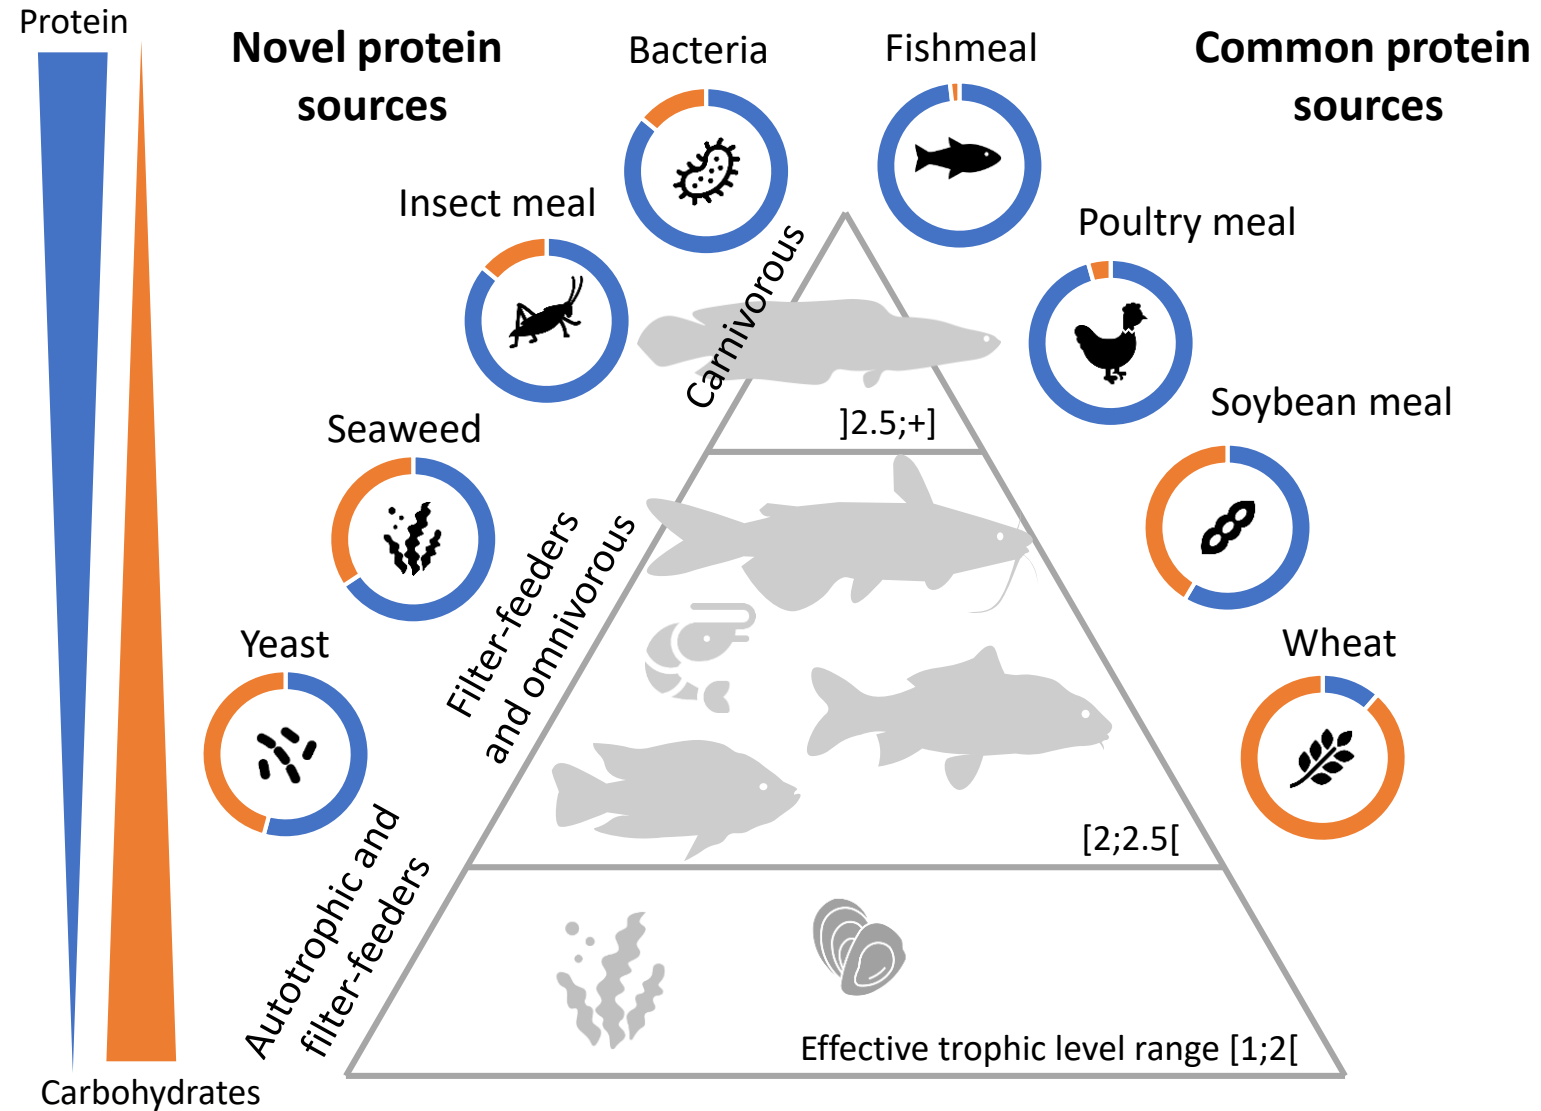 Protein
Novel protein
sources
Bacteria
Fishmeal
Common protein
sources
Insect meal
Poultry meal
Carnivorous
Seaweed
]2.5;+]
Soybean meal
Filter-feeders
and omnivorous
Yeast
Wheat
[2;2.5[
Autotrophic and
filter-feeders
Effective trophic level range [1;2[
Carbohydrates